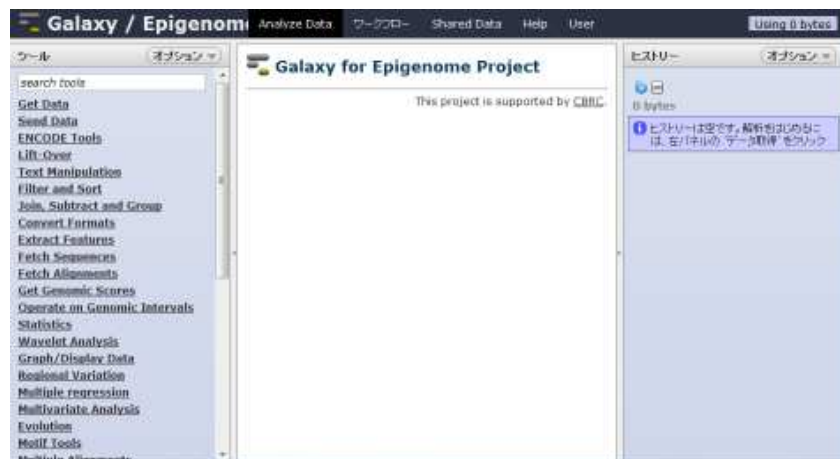 Galaxy / Epigenom
Analyze Data
ワークフロー
Shared Data
Help
User
Using 0 bytes
ツール
オプション
search tools
Get Data
Send Data
ENCODE Tools
Lift-Over
Text Manipulation
Filter and Sort
Join, Subtract and Group
Convert Formats
Extract Features
Fetch Sequences
Fetch Alignments
Get Genomic Scores
Operate on Genomic Intervals
Statistics
Wavelet Analysis
Graph/Display Data
Regional Variation
Multiple regression
Multivariate Analysis
Evolution
Motif Tools
Multiple Alignments
Galaxy for Epigenome Project
This project is supported by CBRC.
ヒストリー
オプション
0 bytes
ヒストリーは空です。解析をはじめるに
は、左パネルの 'データ取得' をクリック